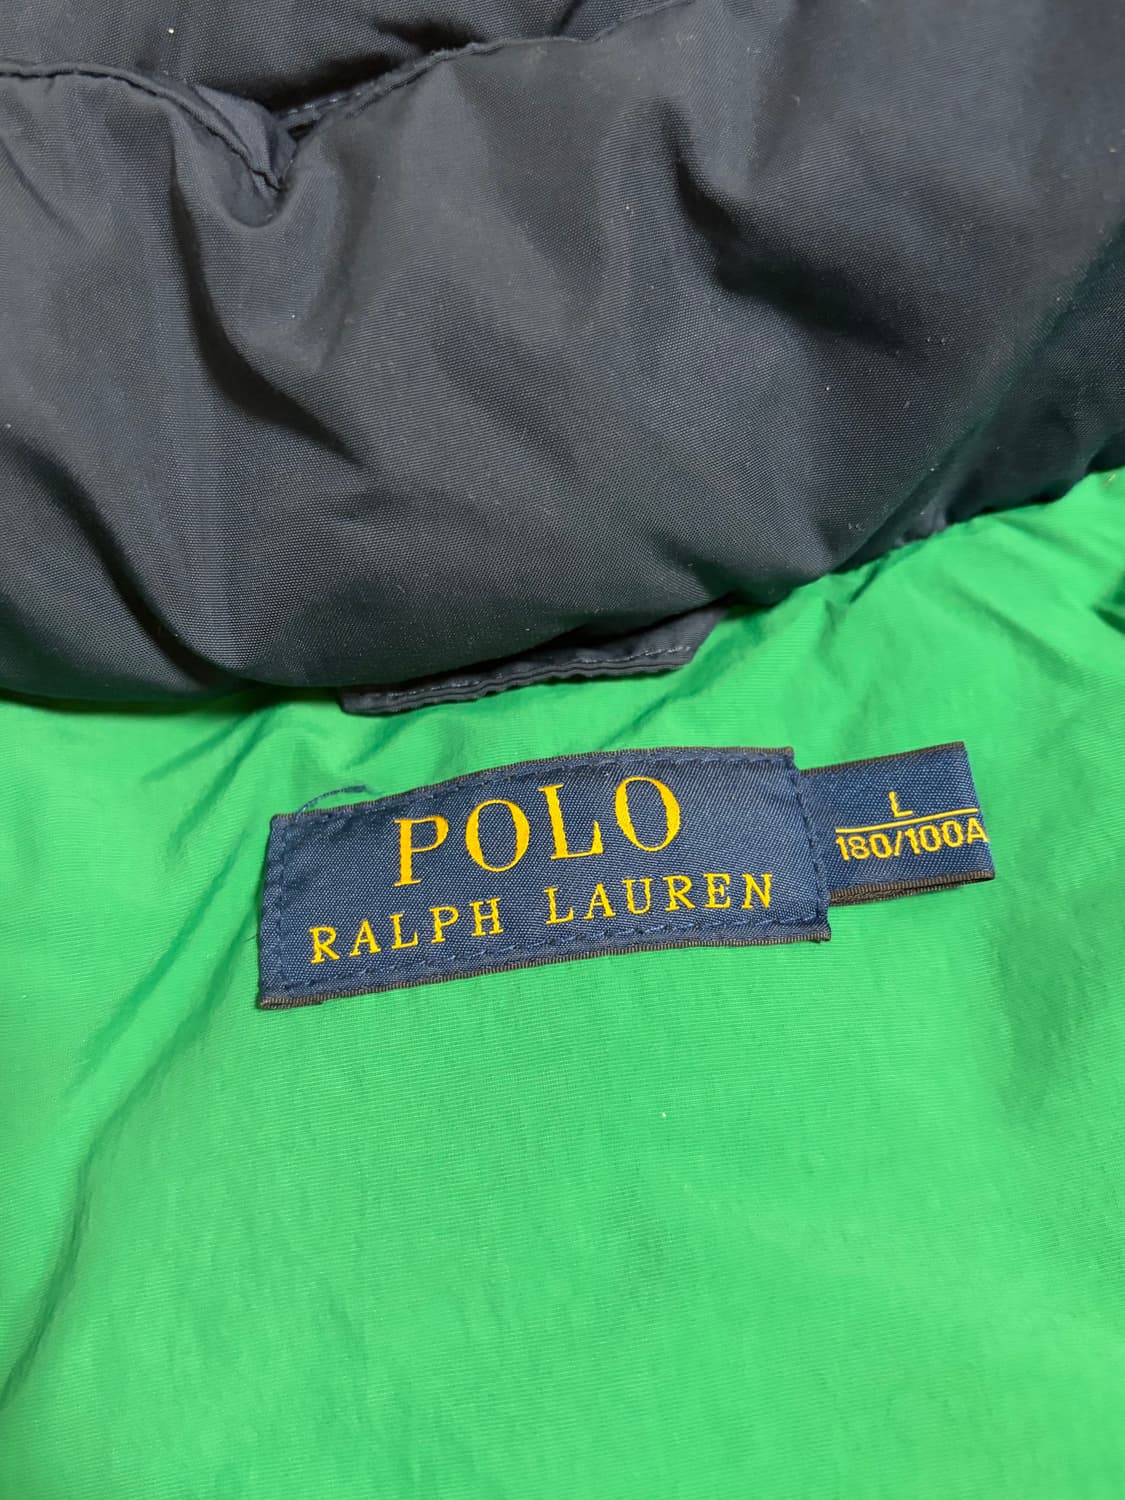 POLO
RALPH LAUREN
L
180/100A